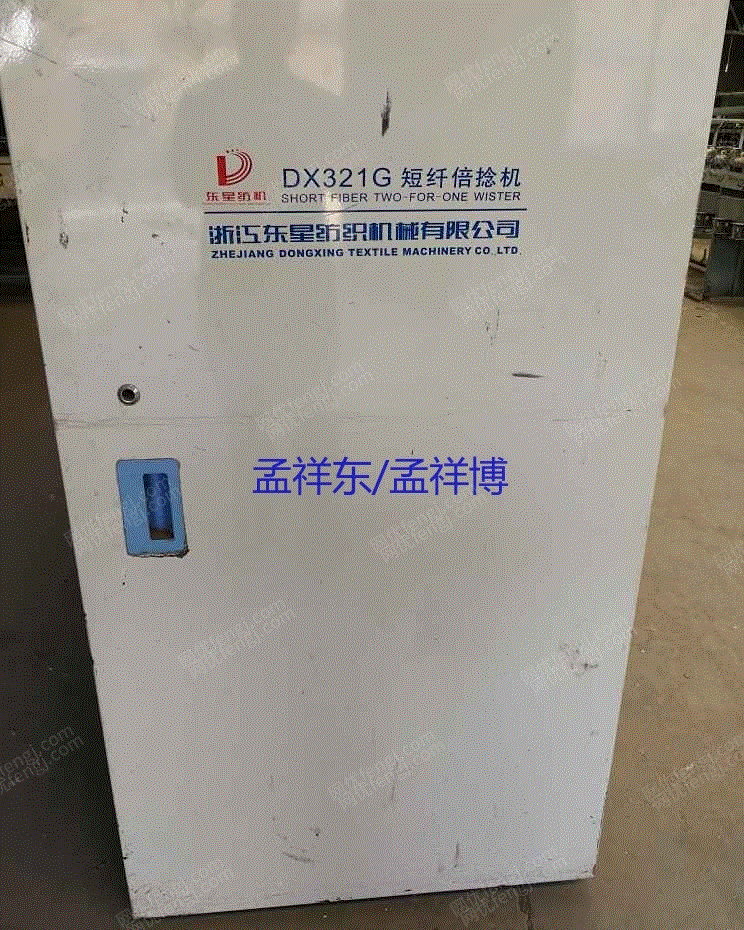 DX321G 短纤倍捻机
东星纺机
SHORT FIBER TWO-FOR-ONE WISTER
浙江东星纺织机械有限公司
ZHEJIANG DONGXING TEXTILE MACHINERY CO.,LTD.
孟祥东/孟祥博